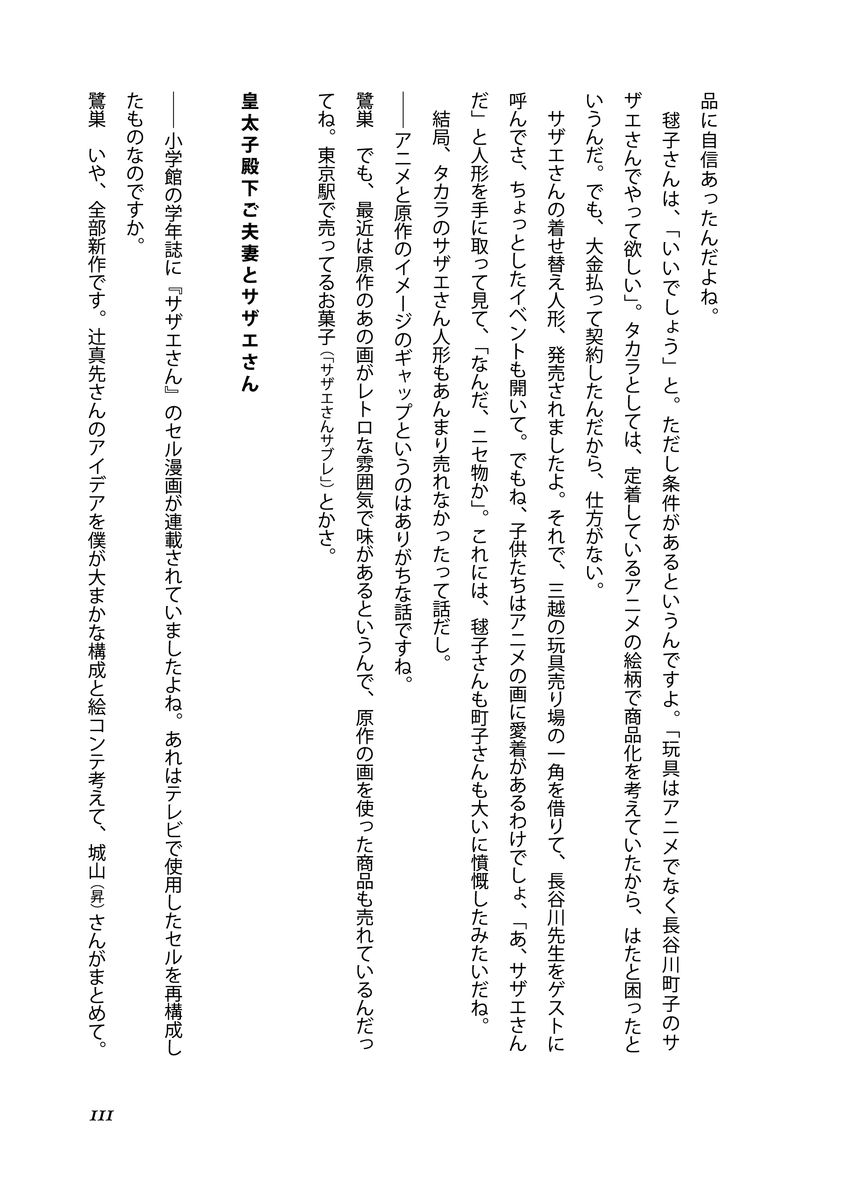 品に自信あったんだよね。
　毬子さんは、「いいでしょう」と。ただし条件があるというんですよ。「玩具はアニメでなく長谷川町子のサ
ザエさんでやって欲しい」。タカラとしては、定着しているアニメの絵柄で商品化を考えていたから、はたと困ったと
いうんだ。でも、大金払って契約したんだから、仕方がない。
　サザエさんの着せ替え人形、発売されましたよ。それで、三越の玩具売り場の一角を借りて、長谷川先生をゲストに
呼んでさ、ちょっとしたイベントも開いて。でもね、子供たちはアニメの画に愛着があるわけでしょ、「あ、サザエさん
だ」と人形を手に取って見て、「なんだ、ニセ物か」。これには、毬子さんも町子さんも大いに憤慨したみたいだね。
　結局、タカラのサザエさん人形もあんまり売れなかったって話だし。
――アニメと原作のイメージのギャップというのはありがちな話ですね。
鷺巣　でも、最近は原作のあの画がレトロな雰囲気で味があるというんで、原作の画を使った商品も売れているんだっ
てね。東京駅で売ってるお菓子（「サザエさんサブレ」）とかさ。
皇太子殿下ご夫妻とサザエさん
――小学館の学年誌に『サザエさん』のセル漫画が連載されていましたよね。あれはテレビで使用したセルを再構成し
たものなのですか。
鷺巣　いや、全部新作です。辻真先さんのアイデアを僕が大まかな構成と絵コンテ考えて、城山（昇）さんがまとめて。
111